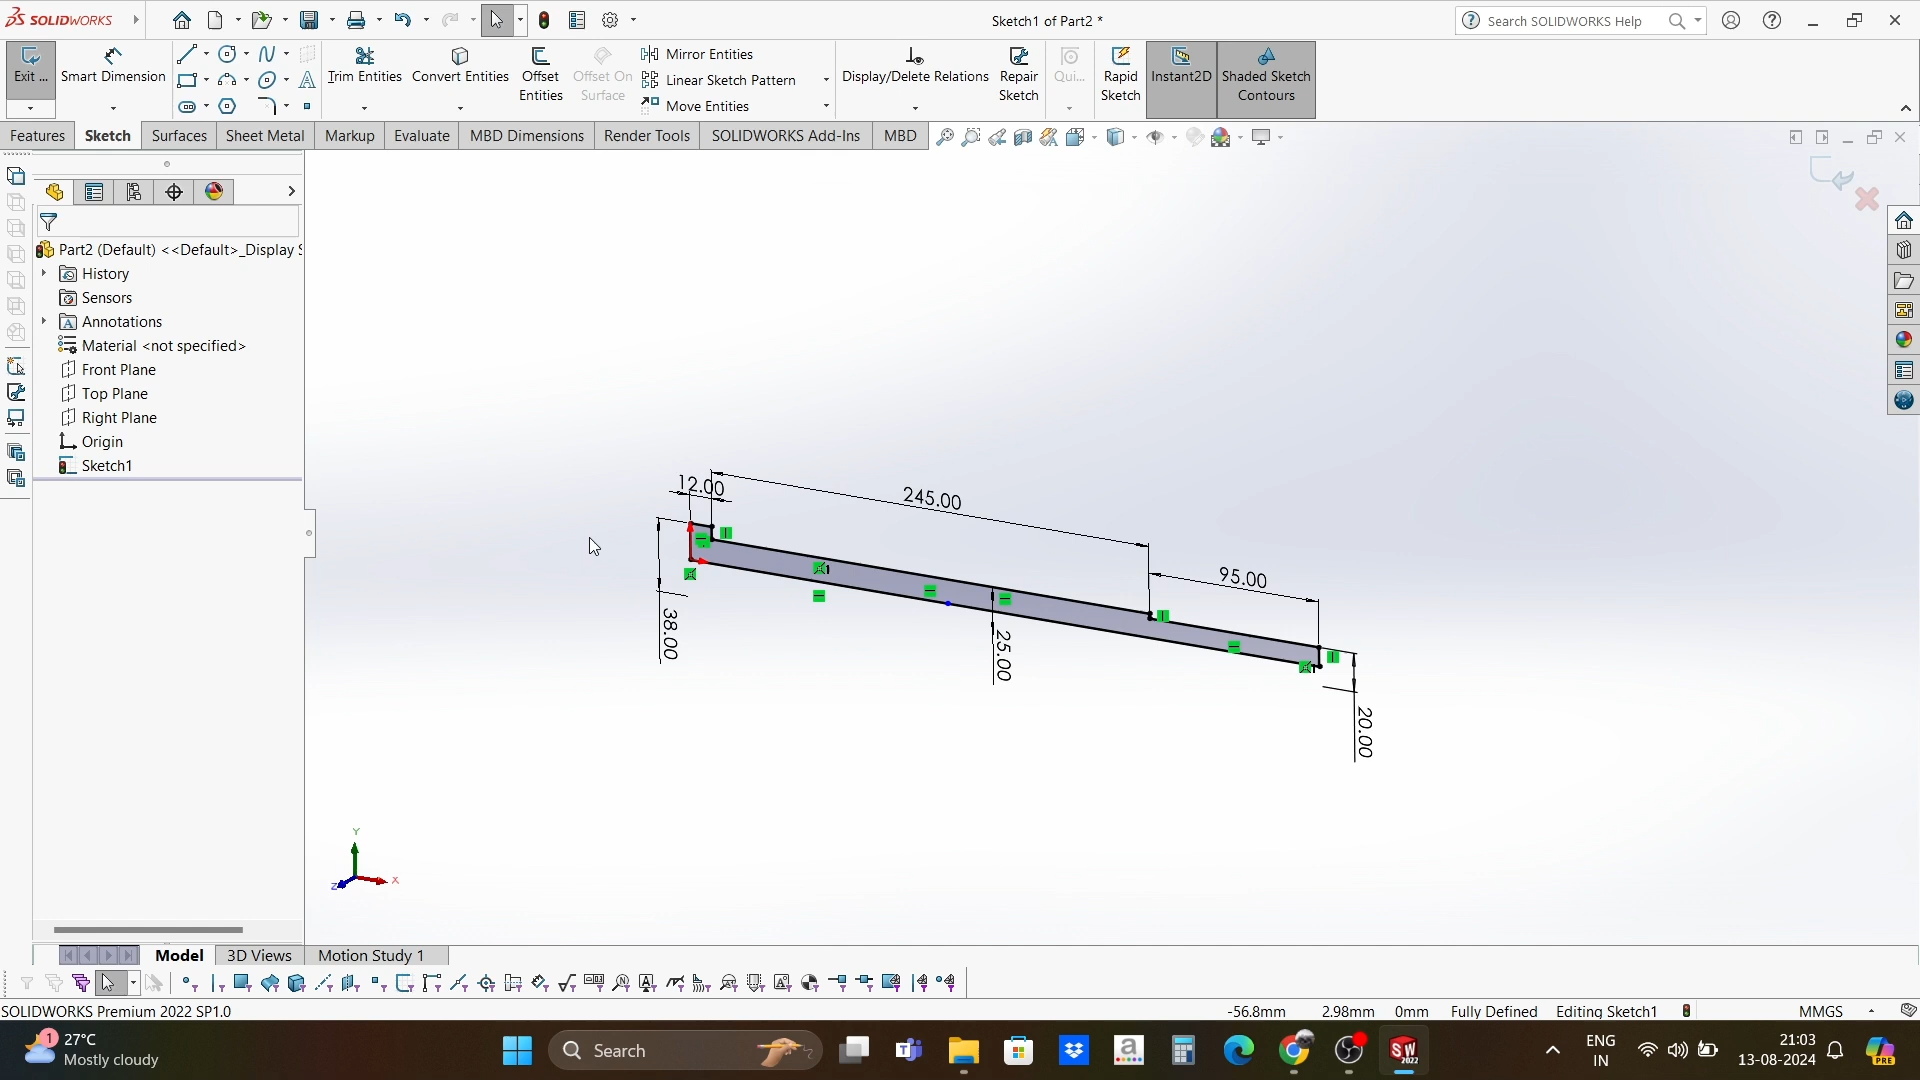 SOLIDWORKS
Sketch1 of Part2 *
Search SOLIDWORKS Help
Exit ...
Smart Dimension
Trim Entities
Convert Entities
Offset Entities
Offset On Surface
Mirror Entities
Linear Sketch Pattern
Move Entities
Display/Delete Relations
Repair Sketch
Qui...
Rapid Sketch
Instant2D
Shaded Sketch Contours
Features
Sketch
Surfaces
Sheet Metal
Markup
Evaluate
MBD Dimensions
Render Tools
SOLIDWORKS Add-Ins
MBD
Part2 (Default) <<Default>_Display S
History
Sensors
Annotations
Material <not specified>
Front Plane
Top Plane
Right Plane
Origin
Sketch1
12.00
245.00
95.00
38.00
25.00
20.00
1
1
Y
X
Z
Model
3D Views
Motion Study 1
SOLIDWORKS Premium 2022 SP1.0
-56.8mm
2.98mm
0mm
Fully Defined
Editing Sketch1
MMGS
1
27°C
Mostly cloudy
Search
SW
2022
ENG
IN
21:03
13-08-2024
PRE